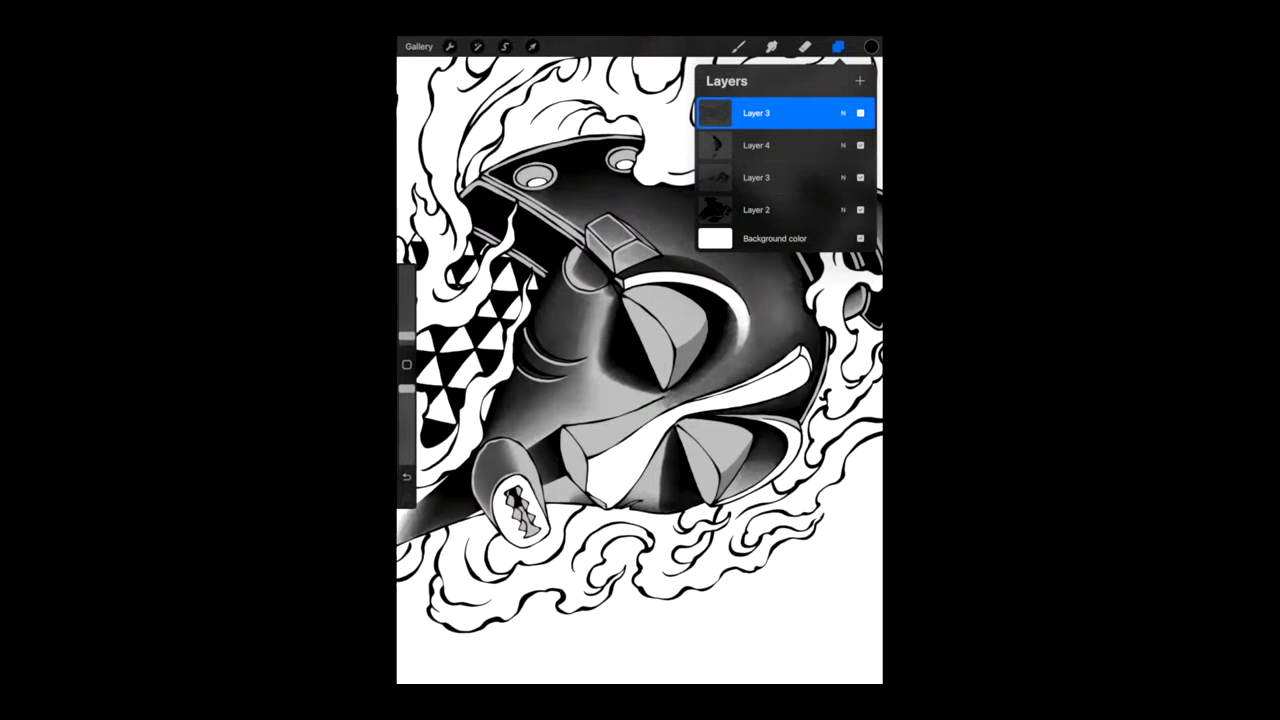 Gallery
Layers
Layer 3 N
Layer 4 N
Layer 3 N
Layer 2 N
Background color